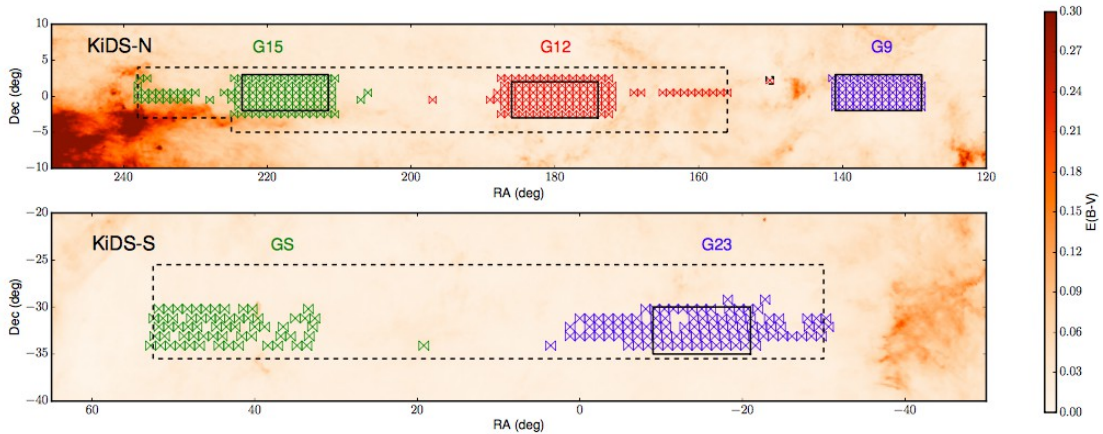 KiDS-N
G15
G12
G9
10
5
0
−5
−10
Dec (deg)
240
220
200
180
160
140
120
RA (deg)
KiDS-S
GS
G23
−20
−25
−30
−35
−40
Dec (deg)
60
40
20
0
−20
−40
RA (deg)
0.30
0.27
0.24
0.21
0.18
0.15
0.12
0.09
0.06
0.03
0.00
E(B-V)